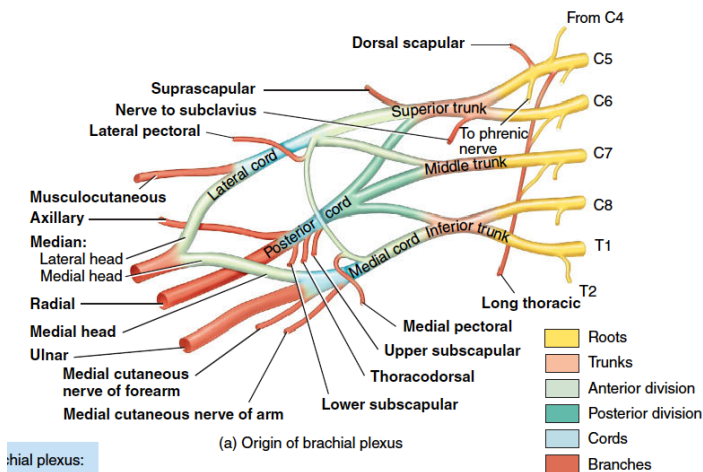 From C4
Dorsal scapular
C5
Suprascapular
C6
Nerve to subclavius
Superior trunk
Lateral pectoral
To phrenic
nerve
C7
Middle trunk
Lateral cord
Musculocutaneous
C8
Axillary
Posterior cord
Inferior trunk
Median:
Lateral head
Medial head
Medial cord
T1
T2
Radial
Long thoracic
Medial head
Medial pectoral
Roots
Ulnar
Upper subscapular
Trunks
Medial cutaneous
nerve of forearm
Thoracodorsal
Anterior division
Medial cutaneous nerve of arm
Lower subscapular
Posterior division
(a) Origin of brachial plexus
Cords
chial plexus:
Branches